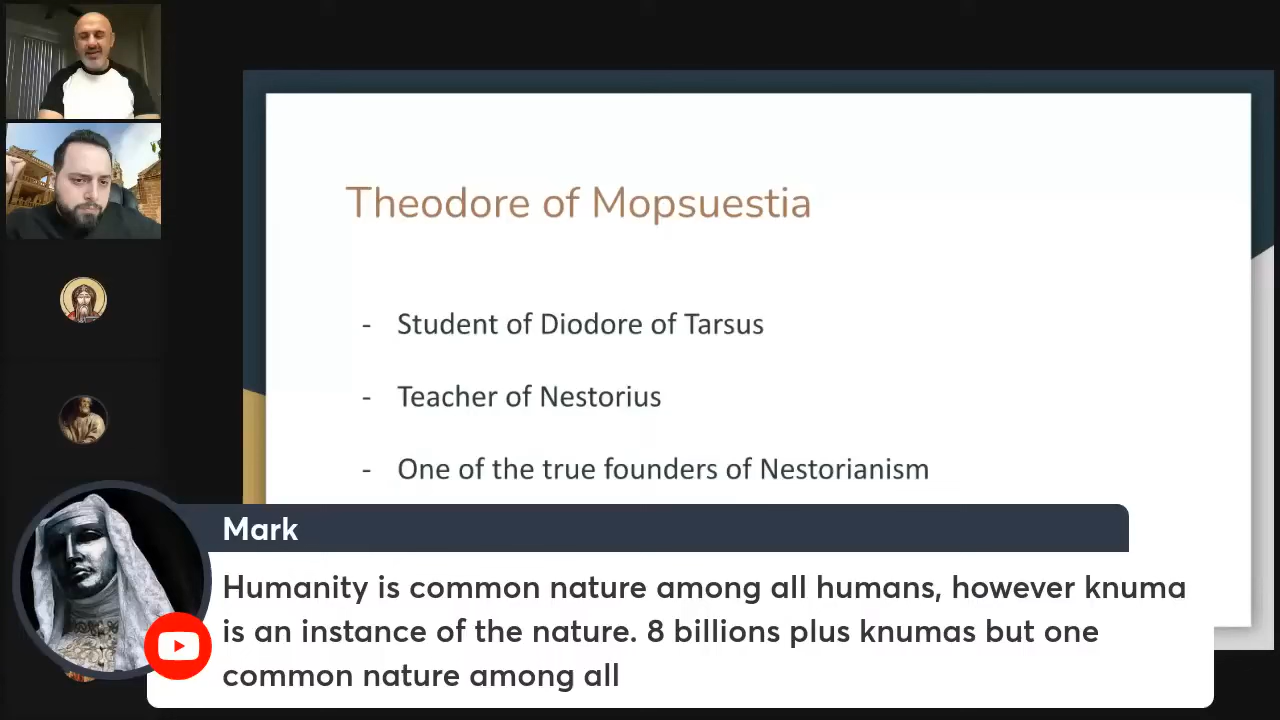 Theodore of Mopsuestia
- Student of Diodore of Tarsus
- Teacher of Nestorius
- One of the true founders of Nestorianism
Mark
Humanity is common nature among all humans, however knuma
is an instance of the nature. 8 billions plus knumas but one
common nature among all